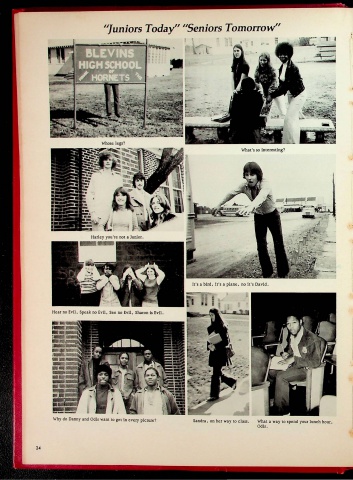 "Juniors Today" "Seniors Tomorrow"
BLEVINS
HIGH SCHOOL
HORNETS
Whose legs?
What's so interesting?
Harley you're not a Junior.
It's a bird, It's a plane, no it's David.
Hear no Evil, Speak no Evil, See no Evil, Sharon is Evil.
Why do Danny and Odis want to get in every picture?
Sandra, on her way to class.
What a way to spend your lunch hour,
Odis.
24